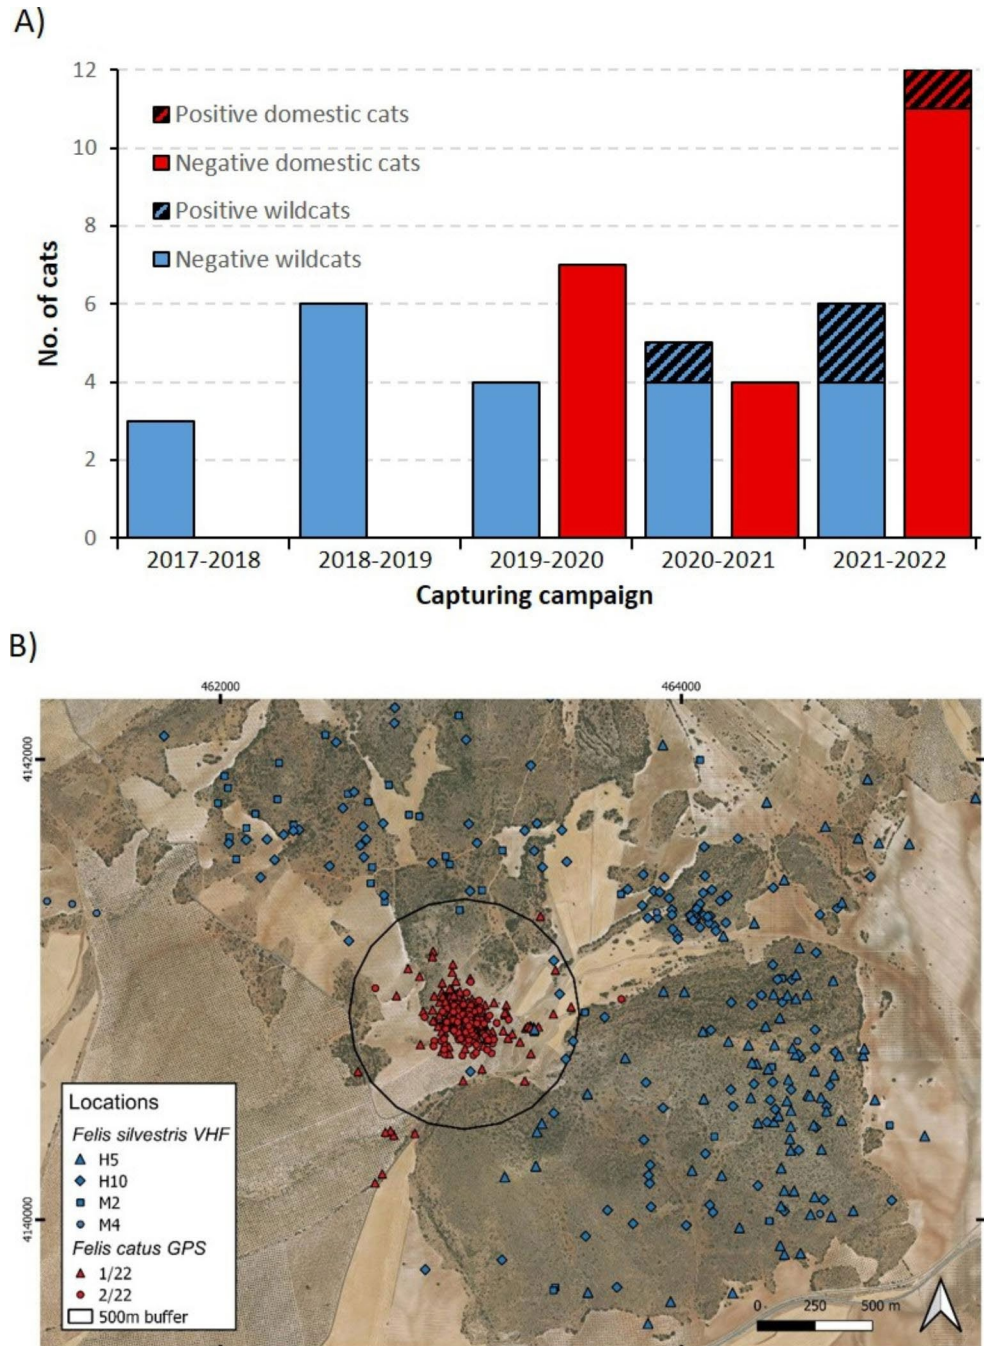 A)
12
10
8
6
4
2
0
No. of cats
Positive domestic cats
Negative domestic cats
Positive wildcats
Negative wildcats
2017-2018 2018-2019 2019-2020 2020-2021 2021-2022
Capturing campaign
B)
462000 464000
4142000
4140000
Locations
Felis silvestris VHF
H5
H10
M2
M4
Felis catus GPS
1/22
2/22
500m buffer
0 250 500 m